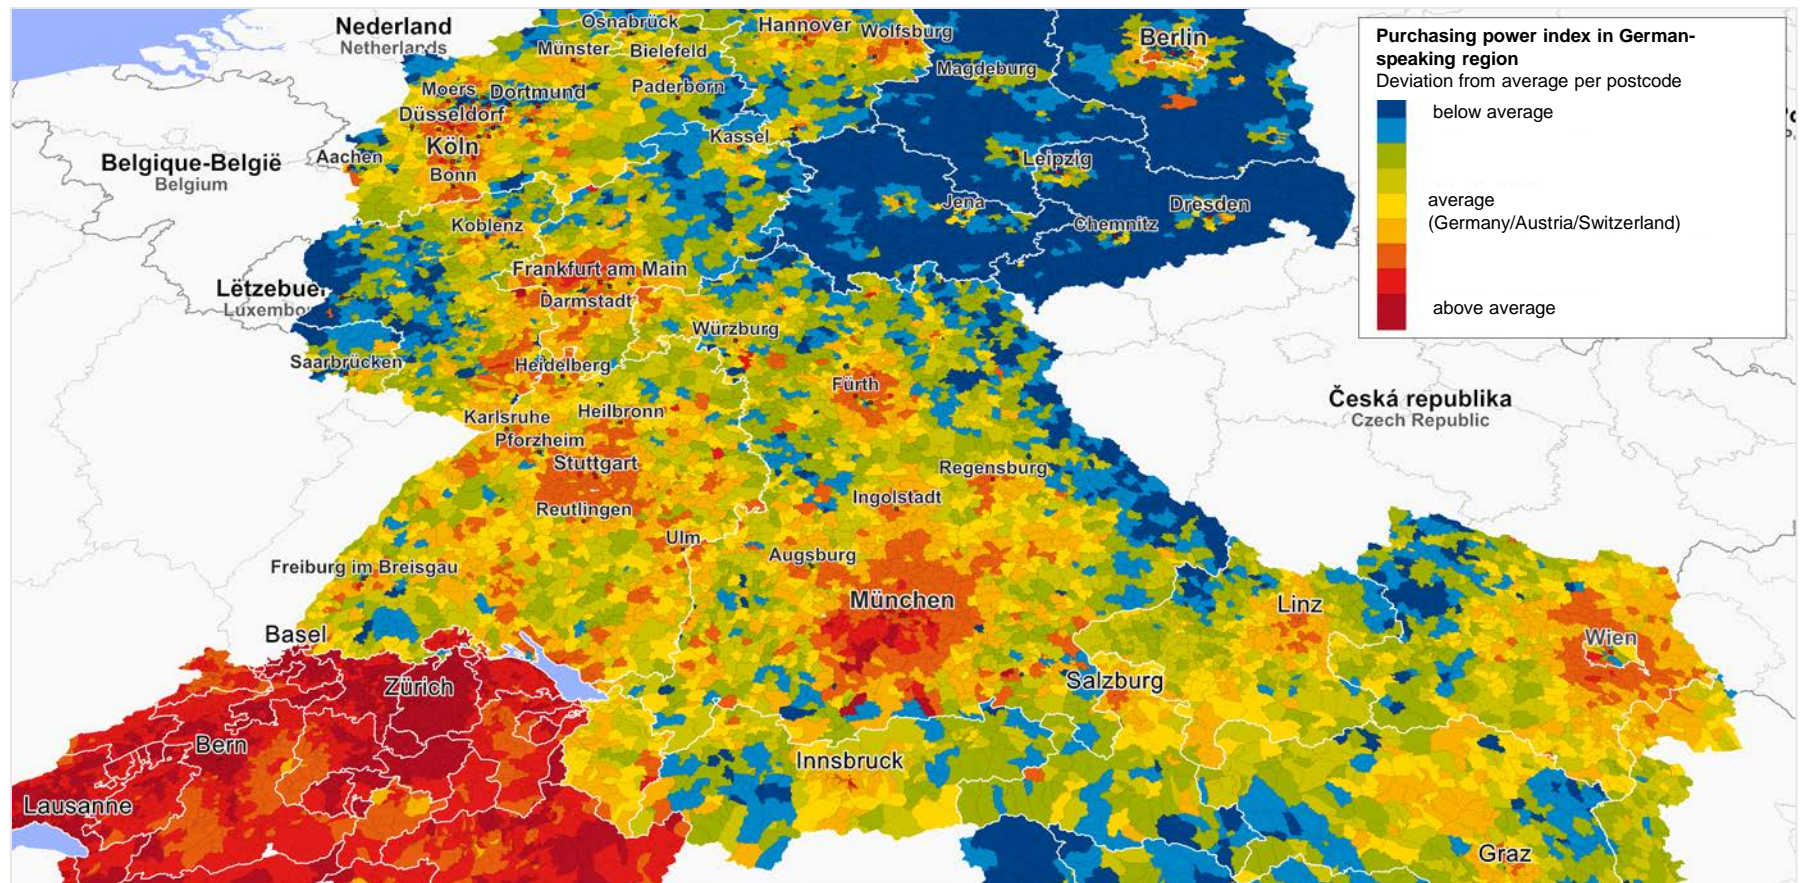 Nederland
Netherlands
Osnabrück
Hannover
Wolfsburg
Berlin
Münster
Bielefeld
Magdeburg
Moers
Dortmund
Paderborn
Düsseldorf
Kassel
Köln
Aachen
Leipzig
Belgique-België
Belgium
Bonn
Jena
Dresden
Koblenz
Chemnitz
Frankfurt am Main
Lëtzebuer
Luxembo
Darmstadt
Würzburg
Saarbrücken
Heidelberg
Fürth
Karlsruhe
Heilbronn
Pforzheim
Stuttgart
Regensburg
Ingolstadt
Reutlingen
Ulm
Augsburg
Freiburg im Breisgau
München
Linz
Basel
Wien
Zürich
Salzburg
Bern
Innsbruck
Lausanne
Graz
Česká republika
Czech Republic
Purchasing power index in German-
speaking region
Deviation from average per postcode
below average
average
(Germany/Austria/Switzerland)
above average